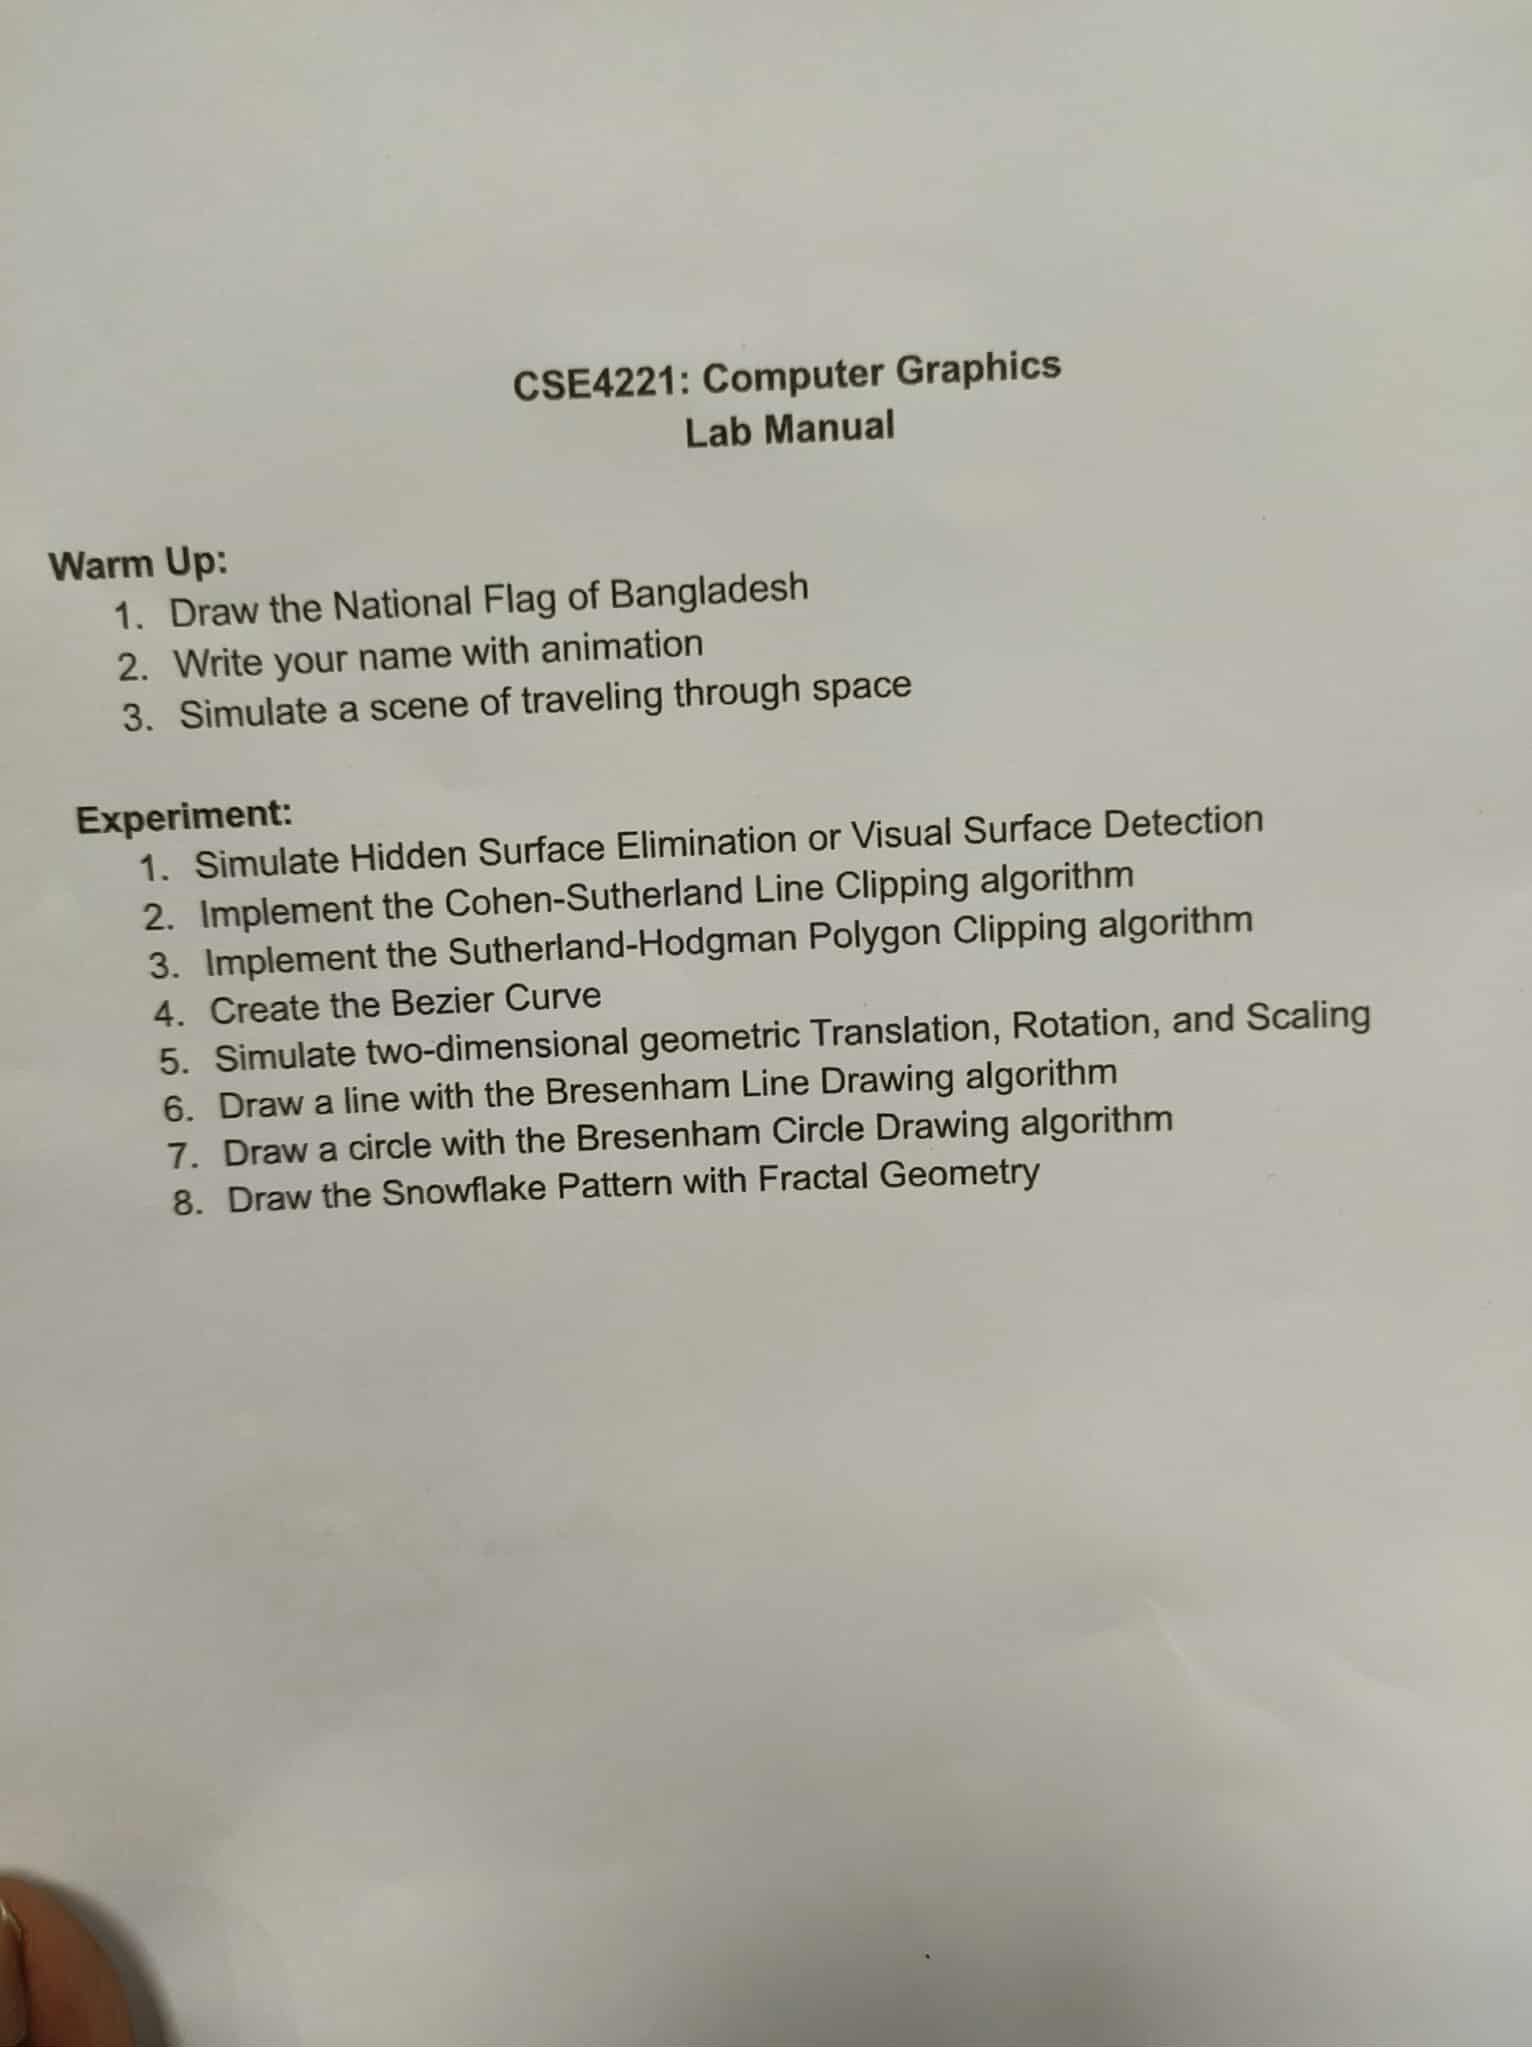 CSE4221: Computer Graphics
Lab Manual
Warm Up:
1. Draw the National Flag of Bangladesh
2. Write your name with animation
3. Simulate a scene of traveling through space
Experiment:
1. Simulate Hidden Surface Elimination or Visual Surface Detection
2. Implement the Cohen-Sutherland Line Clipping algorithm
3. Implement the Sutherland-Hodgman Polygon Clipping algorithm
4. Create the Bezier Curve
5. Simulate two-dimensional geometric Translation, Rotation, and Scaling
6. Draw a line with the Bresenham Line Drawing algorithm
7. Draw a circle with the Bresenham Circle Drawing algorithm
8. Draw the Snowflake Pattern with Fractal Geometry